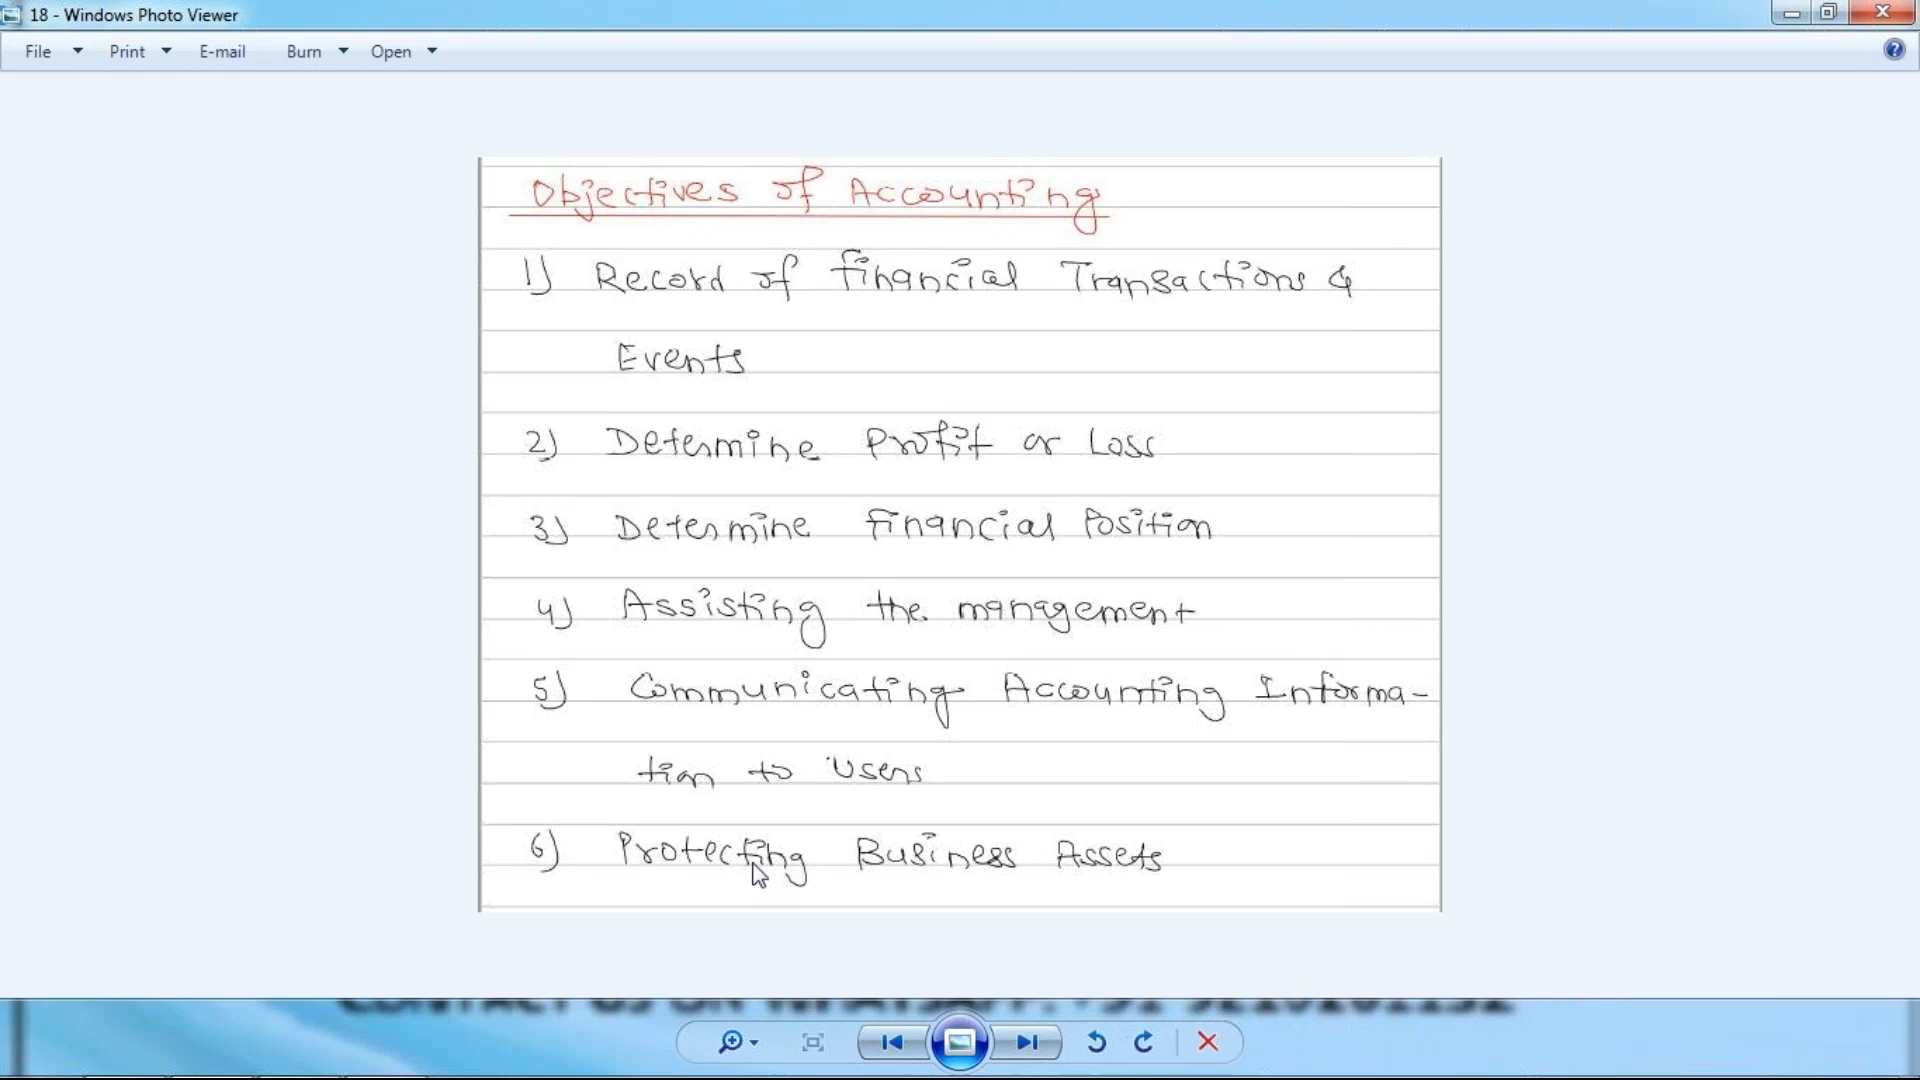 18 - Windows Photo Viewer
File Print E-mail Burn Open
Objectives of Accounting
1) Record of financial Transactions &
Events
2) Determine Profit or Loss
3) Determine Financial Position
4) Assisting the management
5) Communicating Accounting Informa-
tion to Users
6) Protecting Business Assets